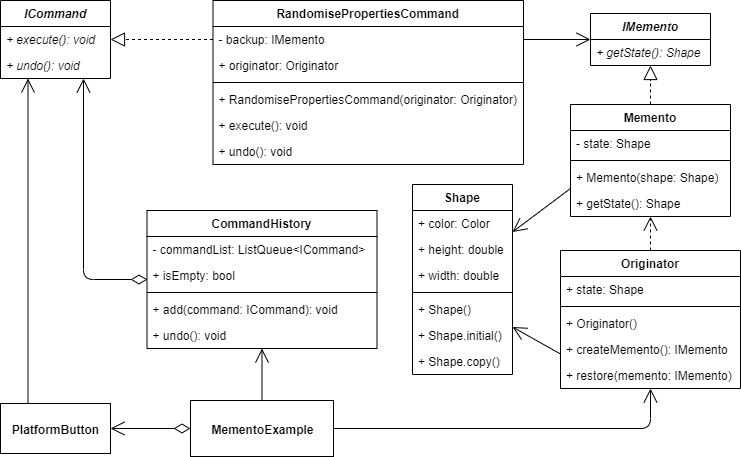 ICommand
+ execute(): void
+ undo(): void
RandomisePropertiesCommand
- backup: IMemento
+ originator: Originator
+ RandomisePropertiesCommand(originator: Originator)
+ execute(): void
+ undo(): void
IMemento
+ getState(): Shape
Memento
- state: Shape
+ Memento(shape: Shape)
+ getState(): Shape
Shape
+ color: Color
+ height: double
+ width: double
+ Shape()
+ Shape.initial()
+ Shape.copy()
CommandHistory
- commandList: ListQueue<ICommand>
+ isEmpty: bool
+ add(command: ICommand): void
+ undo(): void
Originator
+ state: Shape
+ Originator()
+ createMemento(): IMemento
+ restore(memento: IMemento)
PlatformButton
MementoExample